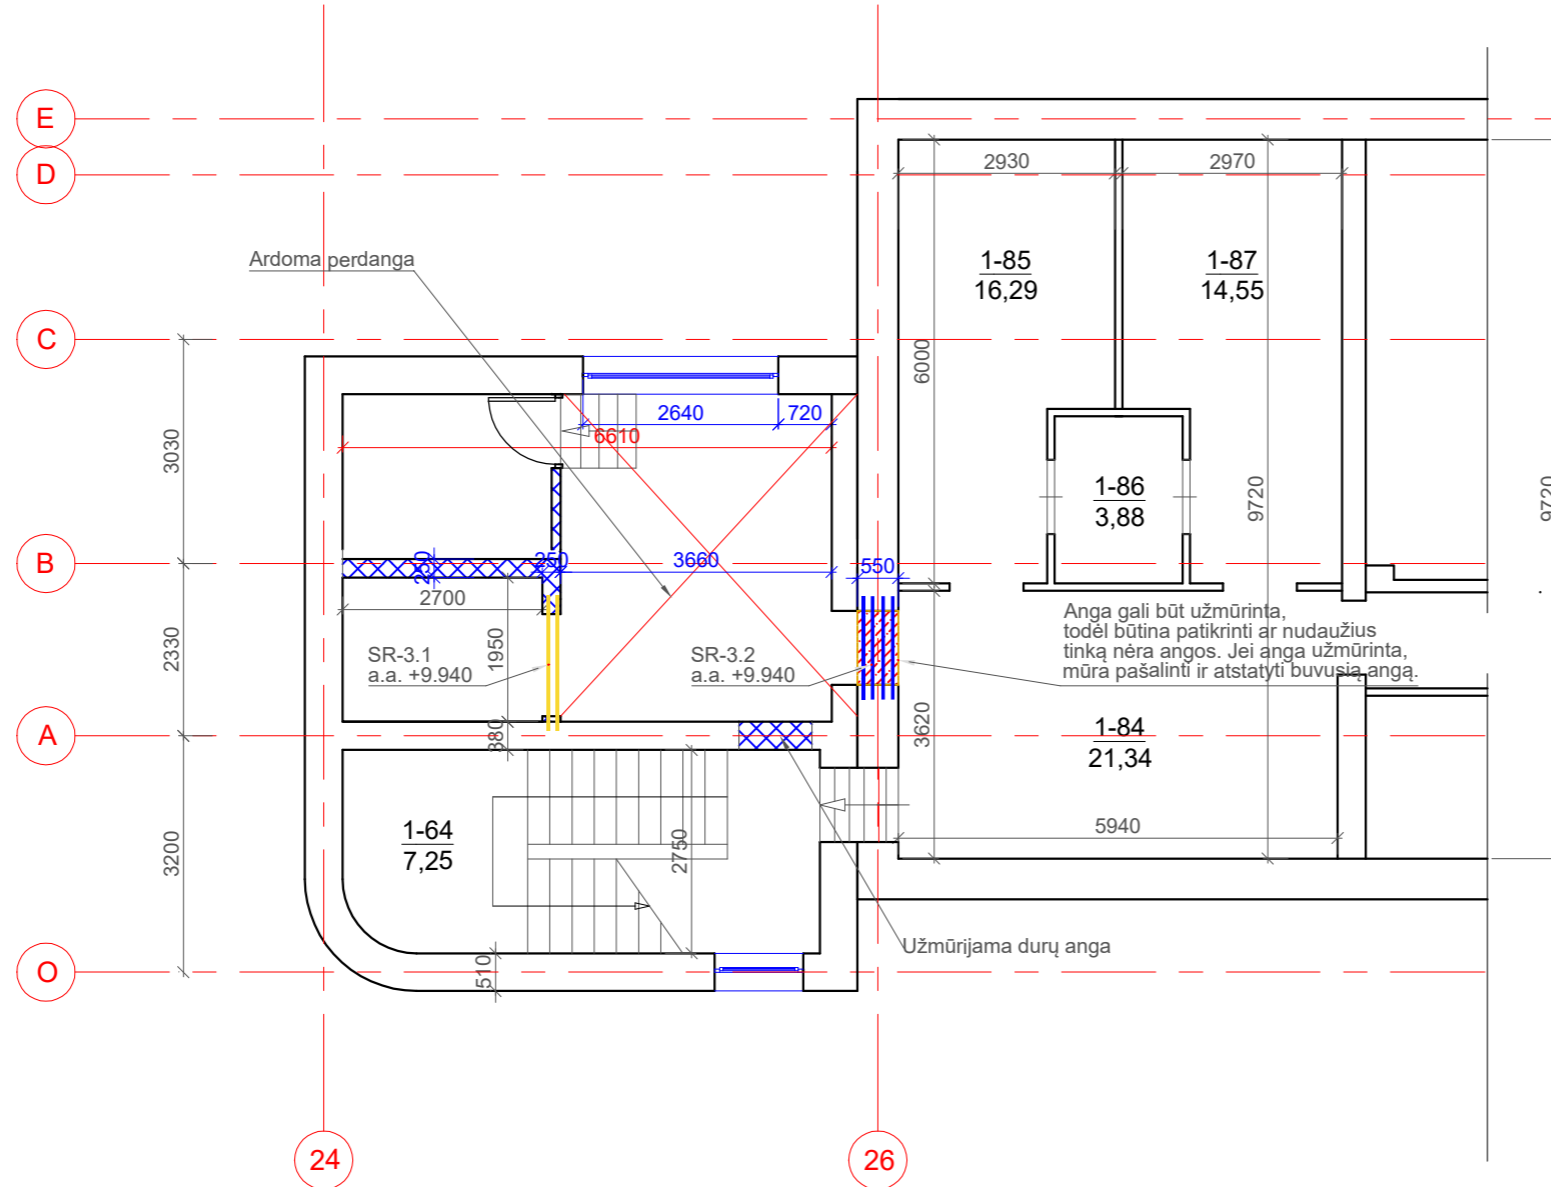 E
D
2930
2970
Ardoma perdanga
1-85
16,29
1-87
14,55
C
6000
2640
720
6610
3030
1-86
3,88
9720
9720
B
250
250
3660
550
2700
Anga gali būt užmūrinta,
todėl būtina patikrinti ar nudaužius
tinką nėra angos. Jei anga užmūrinta,
mūra pašalinti ir atstatyti buvusią angą.
2330
1950
SR-3.1
a.a. +9.940
SR-3.2
a.a. +9.940
A
380
3620
1-84
21,34
1-64
7,25
5940
3200
2750
Užmūrijama durų anga
O
510
24
26